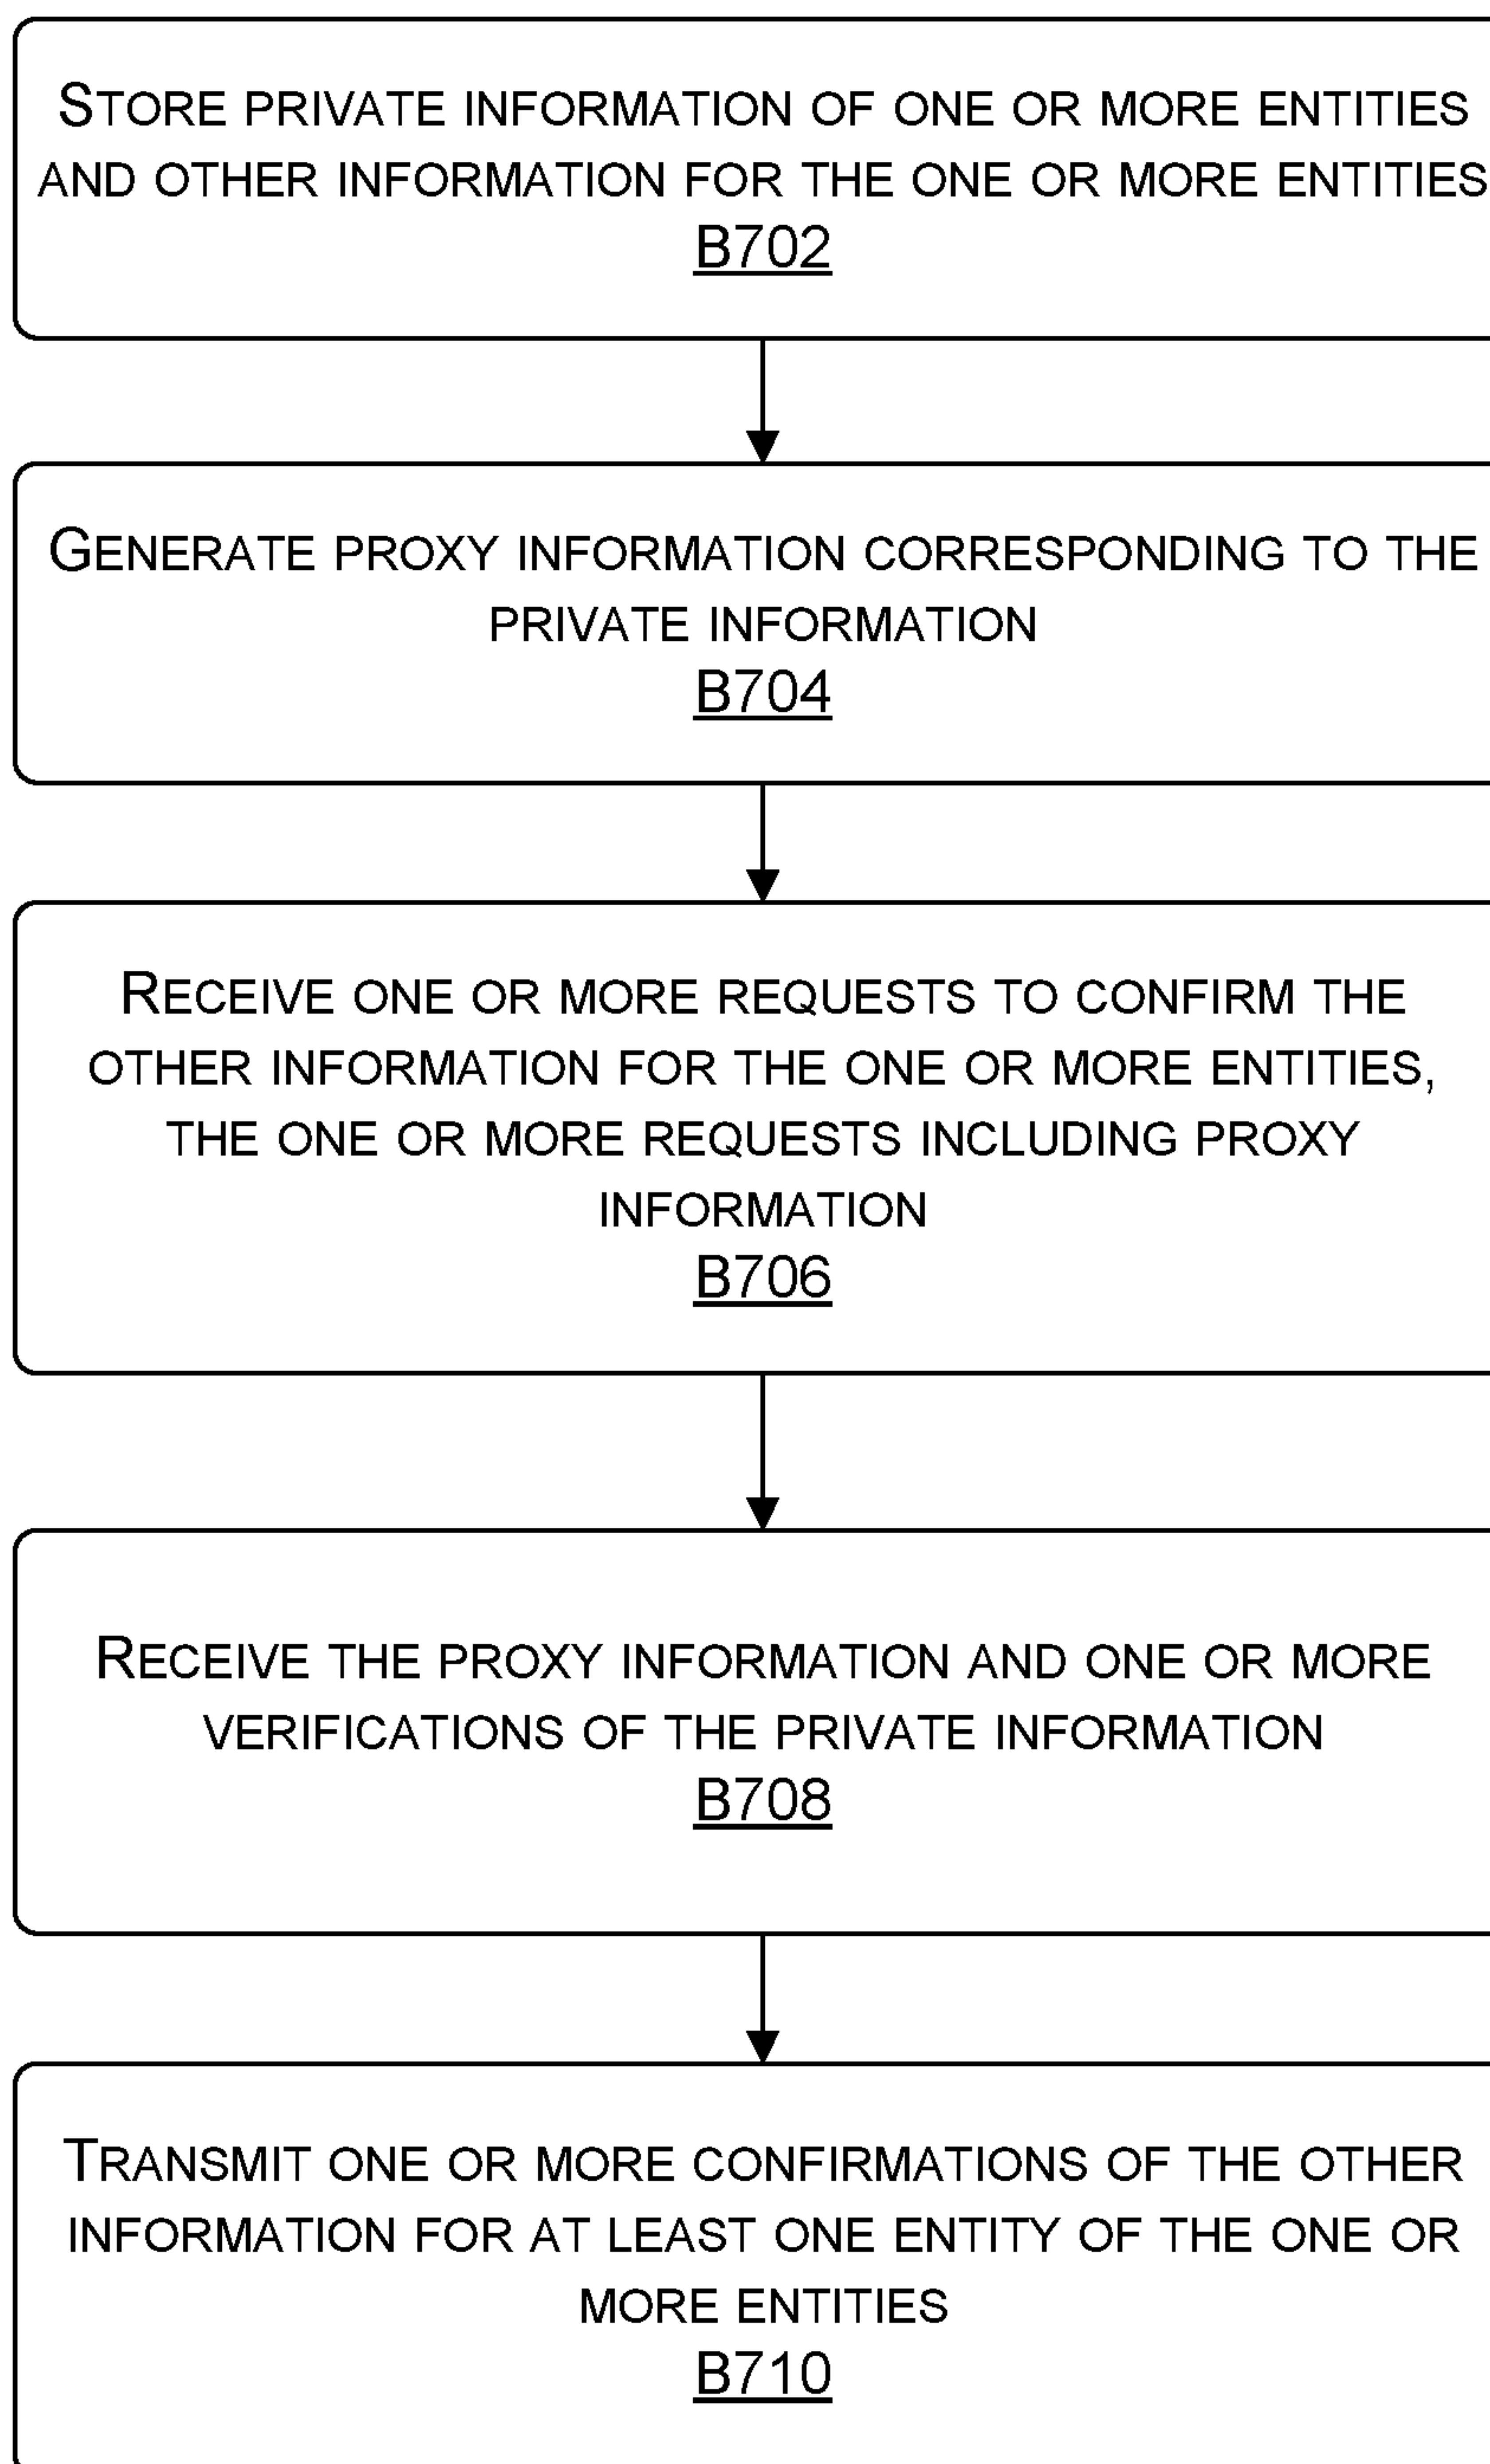 STORE PRIVATE INFORMATION OF ONE OR MORE ENTITIES
AND OTHER INFORMATION FOR THE ONE OR MORE ENTITIES
B702
GENERATE PROXY INFORMATION CORRESPONDING TO THE
PRIVATE INFORMATION
B704
RECEIVE ONE OR MORE REQUESTS TO CONFIRM THE
OTHER INFORMATION FOR THE ONE OR MORE ENTITIES,
THE ONE OR MORE REQUESTS INCLUDING PROXY
INFORMATION
B706
RECEIVE THE PROXY INFORMATION AND ONE OR MORE
VERIFICATIONS OF THE PRIVATE INFORMATION
B708
TRANSMIT ONE OR MORE CONFIRMATIONS OF THE OTHER
INFORMATION FOR AT LEAST ONE ENTITY OF THE ONE OR
MORE ENTITIES
B710